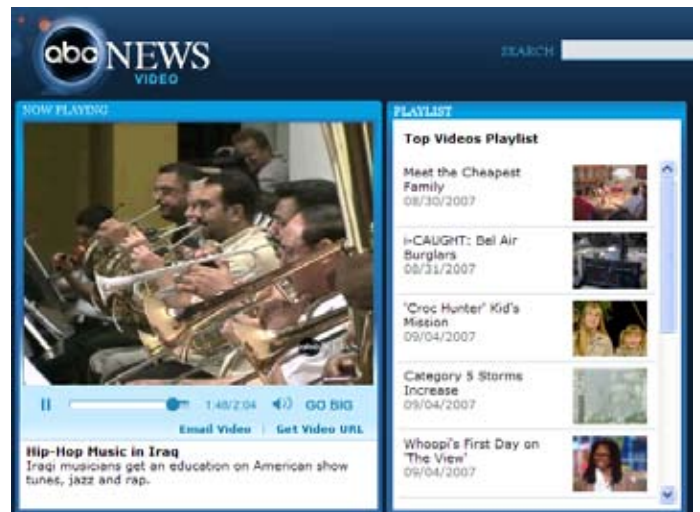 abc NEWS
VIDEO
SEARCH
NOW PLAYING
1:48/2:04
GO BIG
Email Video | Get Video URL
Hip-Hop Music in Iraq
Iraqi musicians get an education on American show
tunes, jazz and rap.
PLAYLIST
Top Videos Playlist
Meet the Cheapest
Family
08/30/2007
i-CAUGHT: Bel Air
Burglars
08/31/2007
'Croc Hunter' Kid's
Mission
09/04/2007
Category 5 Storms
Increase
09/04/2007
Whoopi's First Day on
'The View'
09/04/2007